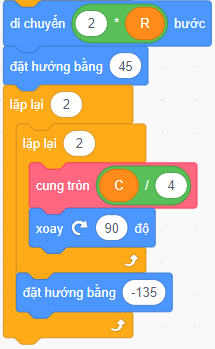 di chuyển 2 * R bước
đặt hướng bằng 45
lặp lại 2
lặp lại 2
cung tròn C / 4
xoay 90 độ
đặt hướng bằng -135